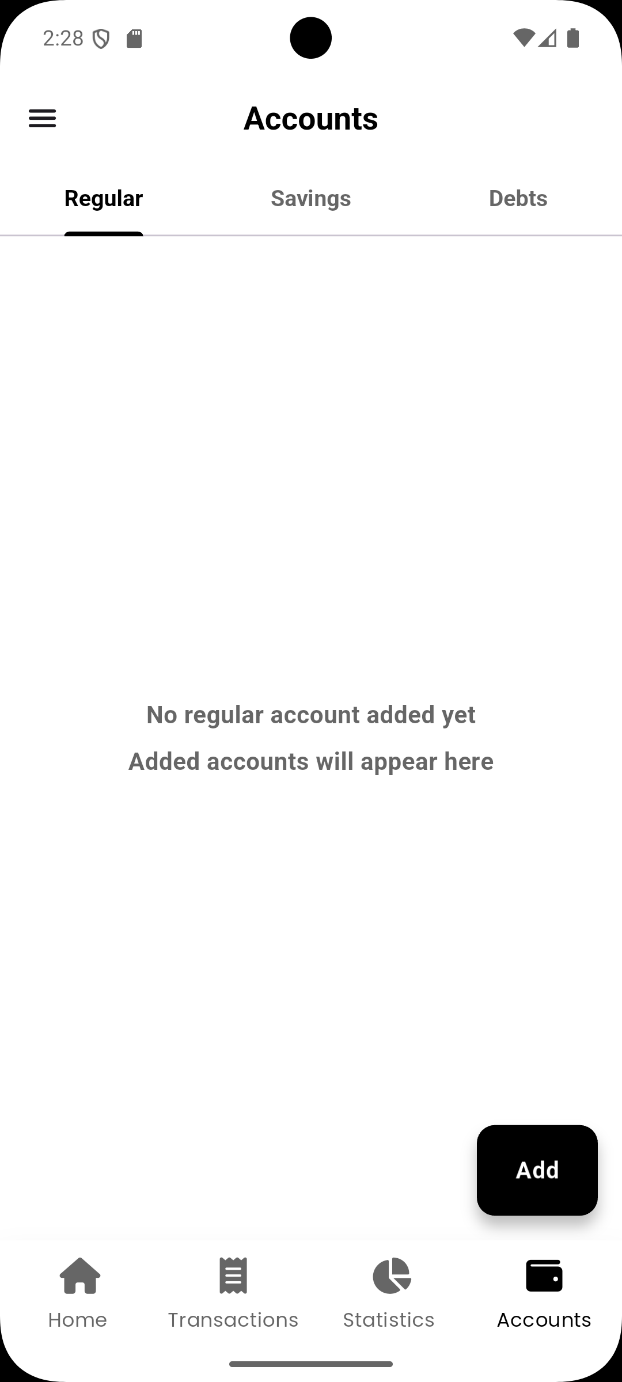 2:28
Accounts
Regular
Savings
Debts
No regular account added yet
Added accounts will appear here
Add
Home
Transactions
Statistics
Accounts